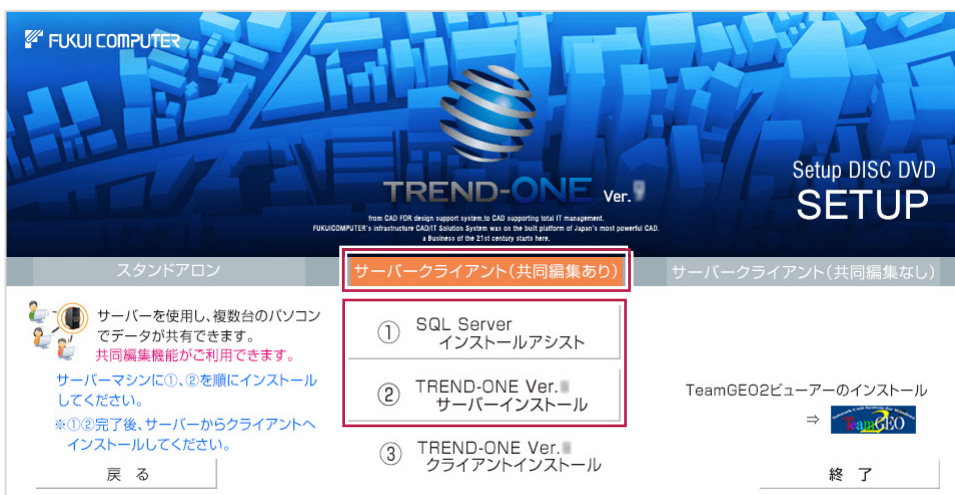 FUKUI COMPUTER
TREND-ONE Ver.
from CAD FOR design support system,to CAD supporting total IT management.
FUKUICOMPUTER's infrastructure CAD/IT Solution System was on the built platform of Japan's most powerful CAD.
a Business of the 21st century starts here.
Setup DISC DVD
SETUP
スタンドアロン
サーバークライアント(共同編集あり)
サーバークライアント(共同編集なし)
サーバーを使用し、複数台のパソコン
でデータが共有できます。
共同編集機能がご利用できます。
サーバーマシンに①、②を順にインストール
してください。
※①②完了後、サーバーからクライアントへ
インストールしてください。
戻 る
① SQL Server
インストールアシスト
② TREND-ONE Ver.
サーバーインストール
③ TREND-ONE Ver.
クライアントインストール
TeamGEO2ビューアーのインストール
⇒
TeamGEO
終 了